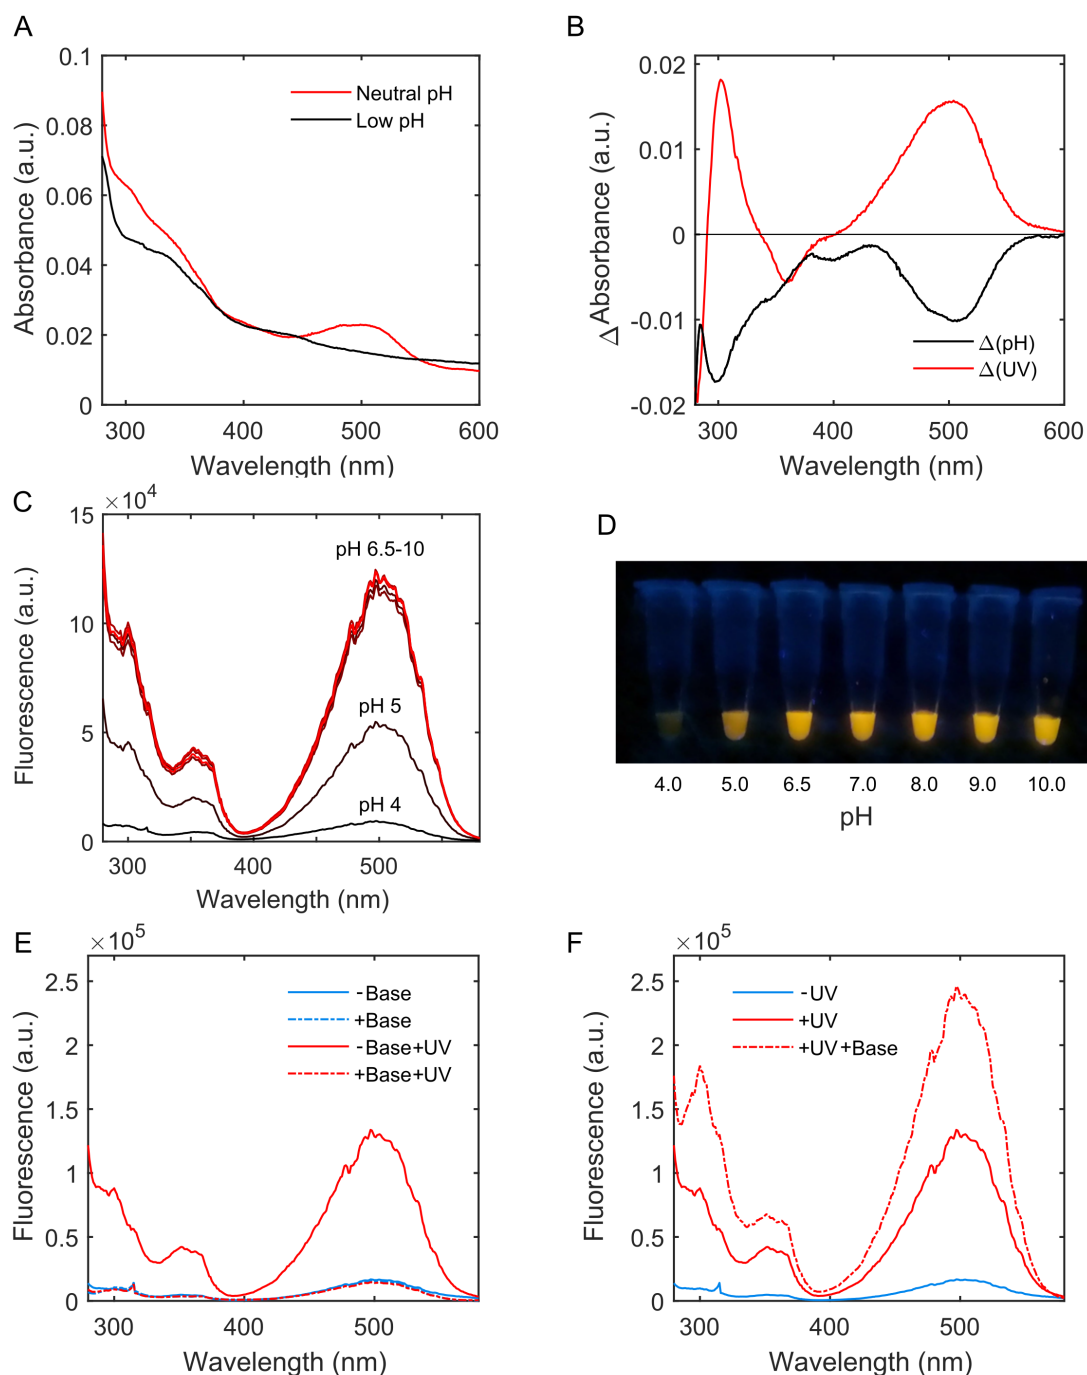 A
0.1
0.08
0.06
0.04
0.02
0
Absorbance (a.u.)
Neutral pH
Low pH
300
400
500
600
Wavelength (nm)
B
0.02
0.01
0
-0.01
-0.02
Δ Absorbance (a.u.)
Δ(pH)
Δ(UV)
300
400
500
600
Wavelength (nm)
C
×10⁴
15
10
5
0
Fluorescence (a.u.)
pH 6.5-10
pH 5
pH 4
300
400
500
Wavelength (nm)
D
4.0 5.0 6.5 7.0 8.0 9.0 10.0
pH
E
×10⁵
2.5
2
1.5
1
0.5
0
Fluorescence (a.u.)
-Base
+Base
-Base+UV
+Base+UV
300
400
500
Wavelength (nm)
F
×10⁵
2.5
2
1.5
1
0.5
0
Fluorescence (a.u.)
-UV
+UV
+UV+Base
300
400
500
Wavelength (nm)